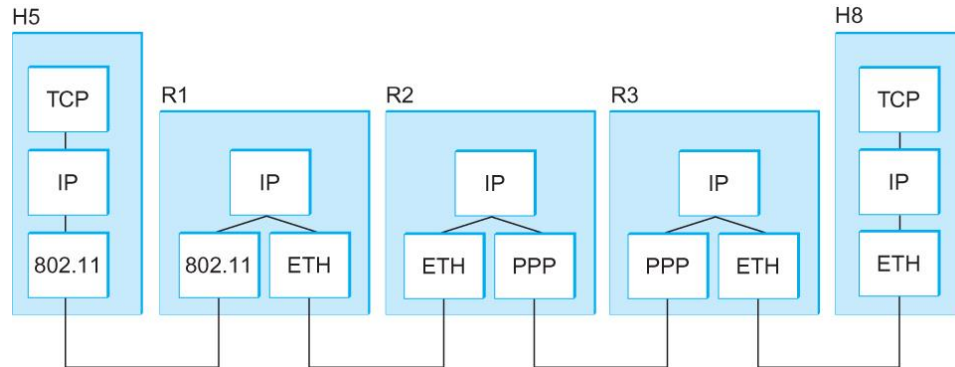 H5
TCP
IP
802.11
R1
IP
802.11
ETH
R2
IP
ETH
PPP
R3
IP
PPP
ETH
H8
TCP
IP
ETH